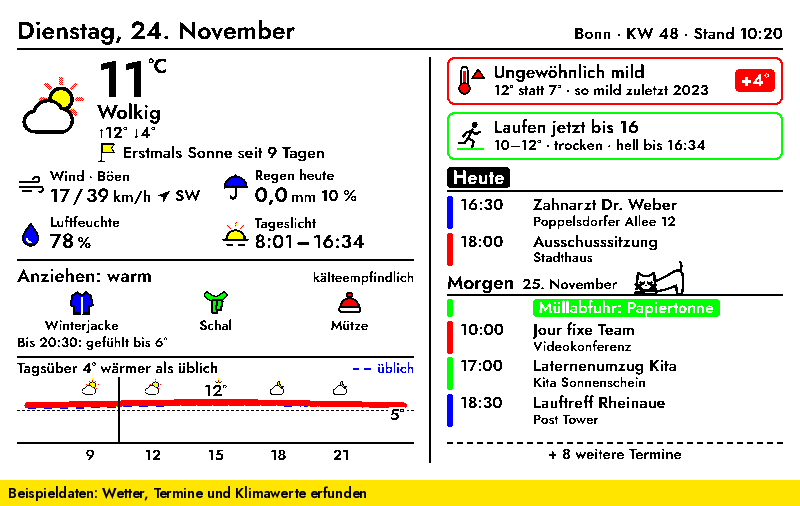 Dienstag, 24. November
Bonn · KW 48 · Stand 10:20
11°C
Wolkig
↑12° ↓4°
Erstmals Sonne seit 9 Tagen
Wind · Böen
17 / 39 km/h SW
Regen heute
0,0 mm 10 %
Luftfeuchte
78 %
Tageslicht
8:01 – 16:34
Anziehen: warm
kälteempfindlich
Winterjacke
Schal
Mütze
Bis 20:30: gefühlt bis 6°
Tagsüber 4° wärmer als üblich
üblich
12°
5°
9 12 15 18 21
Ungewöhnlich mild
12° statt 7° · so mild zuletzt 2023
+4°
Laufen jetzt bis 16
10–12° · trocken · hell bis 16:34
Heute
16:30 Zahnarzt Dr. Weber
Poppelsdorfer Allee 12
18:00 Ausschusssitzung
Stadthaus
Morgen 25. November
Müllabfuhr: Papiertonne
10:00 Jour fixe Team
Videokonferenz
17:00 Laternenumzug Kita
Kita Sonnenschein
18:30 Lauftreff Rheinaue
Post Tower
+ 8 weitere Termine
Beispieldaten: Wetter, Termine und Klimawerte erfunden